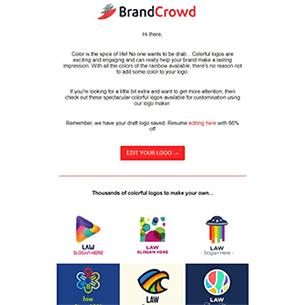 BrandCrowd
Hi there,
Color is the spice of life! No one wants to be drab... Colorful logos are
exciting and engaging and can really help your brand make a lasting
impression. With all the colors of the rainbow available, there's no reason not
to add some color to your logo.
If you're looking for a little bit extra and want to get more attention, then
check out these spectacular colorful logos available for customisation using
our logo maker.
Remember, we have your draft logo saved. Resume editing here with 66%
off
EDIT YOUR LOGO →
Thousands of colorful logos to make your own...
LAW
SLOGAN HERE
LAW
SLOGAN HERE
LAW
- Slogan Here -
law
LAW
LAW